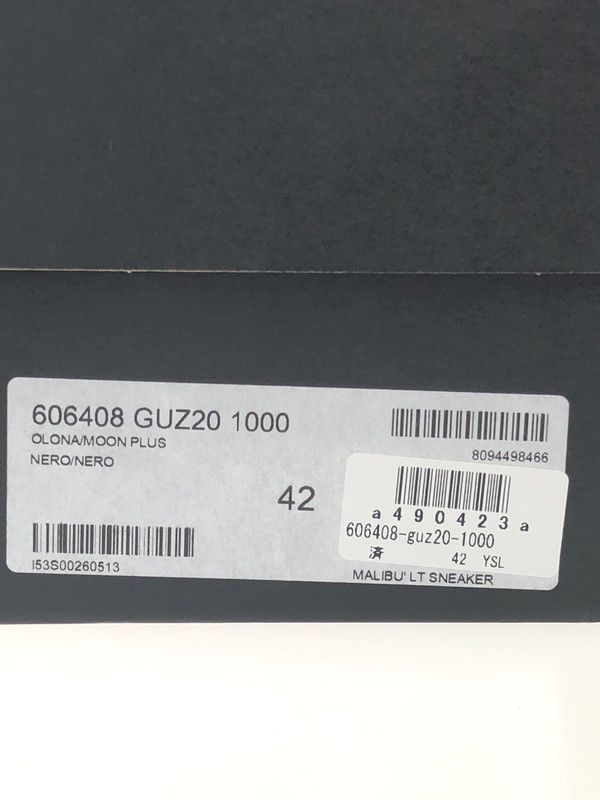 606408 GUZ20 1000
OLONA/MOON PLUS
NERO/NERO
8094498466
42
a490423a
606408-guz20-1000
済 42 YSL
I53S00260513
MALIBU' LT SNEAKER